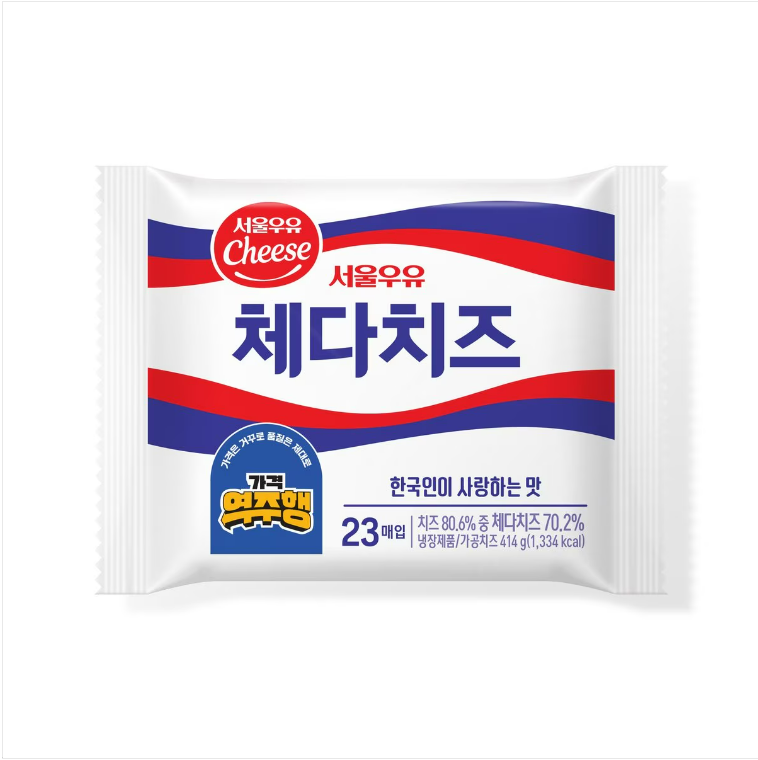 서울우유
Cheese
서울우유
체다치즈
가격은 거꾸로 품질은 제대로
가격
역주행
한국인이 사랑하는 맛
23매입
치즈 80.6% 중 체다치즈 70.2%
냉장제품/가공치즈 414 g(1,334 kcal)